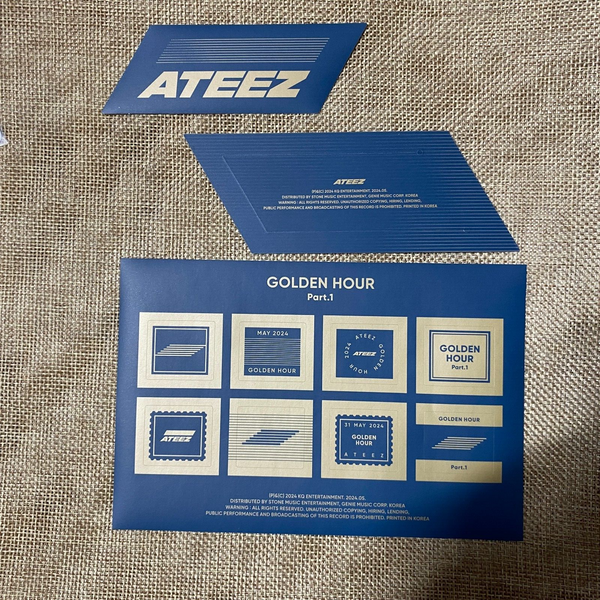 ATEEZ
ATEEZ
(P)&(C) 2024 KQ ENTERTAINMENT. 2024.05.
DISTRIBUTED BY STONE MUSIC ENTERTAINMENT, GENIE MUSIC CORP. KOREA
WARNING : ALL RIGHTS RESERVED. UNAUTHORIZED COPYING, HIRING, LENDING,
PUBLIC PERFORMANCE AND BROADCASTING OF THIS RECORD IS PROHIBITED. PRINTED IN KOREA
GOLDEN HOUR
Part.1
MAY 2024
GOLDEN HOUR
ATEEZ GOLDEN HOUR 2024
ATEEZ
GOLDEN
HOUR
Part.1
ATEEZ
31 MAY 2024
GOLDEN
HOUR
ATEEZ
GOLDEN HOUR
Part.1
(P)&(C) 2024 KQ ENTERTAINMENT. 2024.05.
DISTRIBUTED BY STONE MUSIC ENTERTAINMENT, GENIE MUSIC CORP. KOREA
WARNING : ALL RIGHTS RESERVED. UNAUTHORIZED COPYING, HIRING, LENDING,
PUBLIC PERFORMANCE AND BROADCASTING OF THIS RECORD IS PROHIBITED. PRINTED IN KOREA